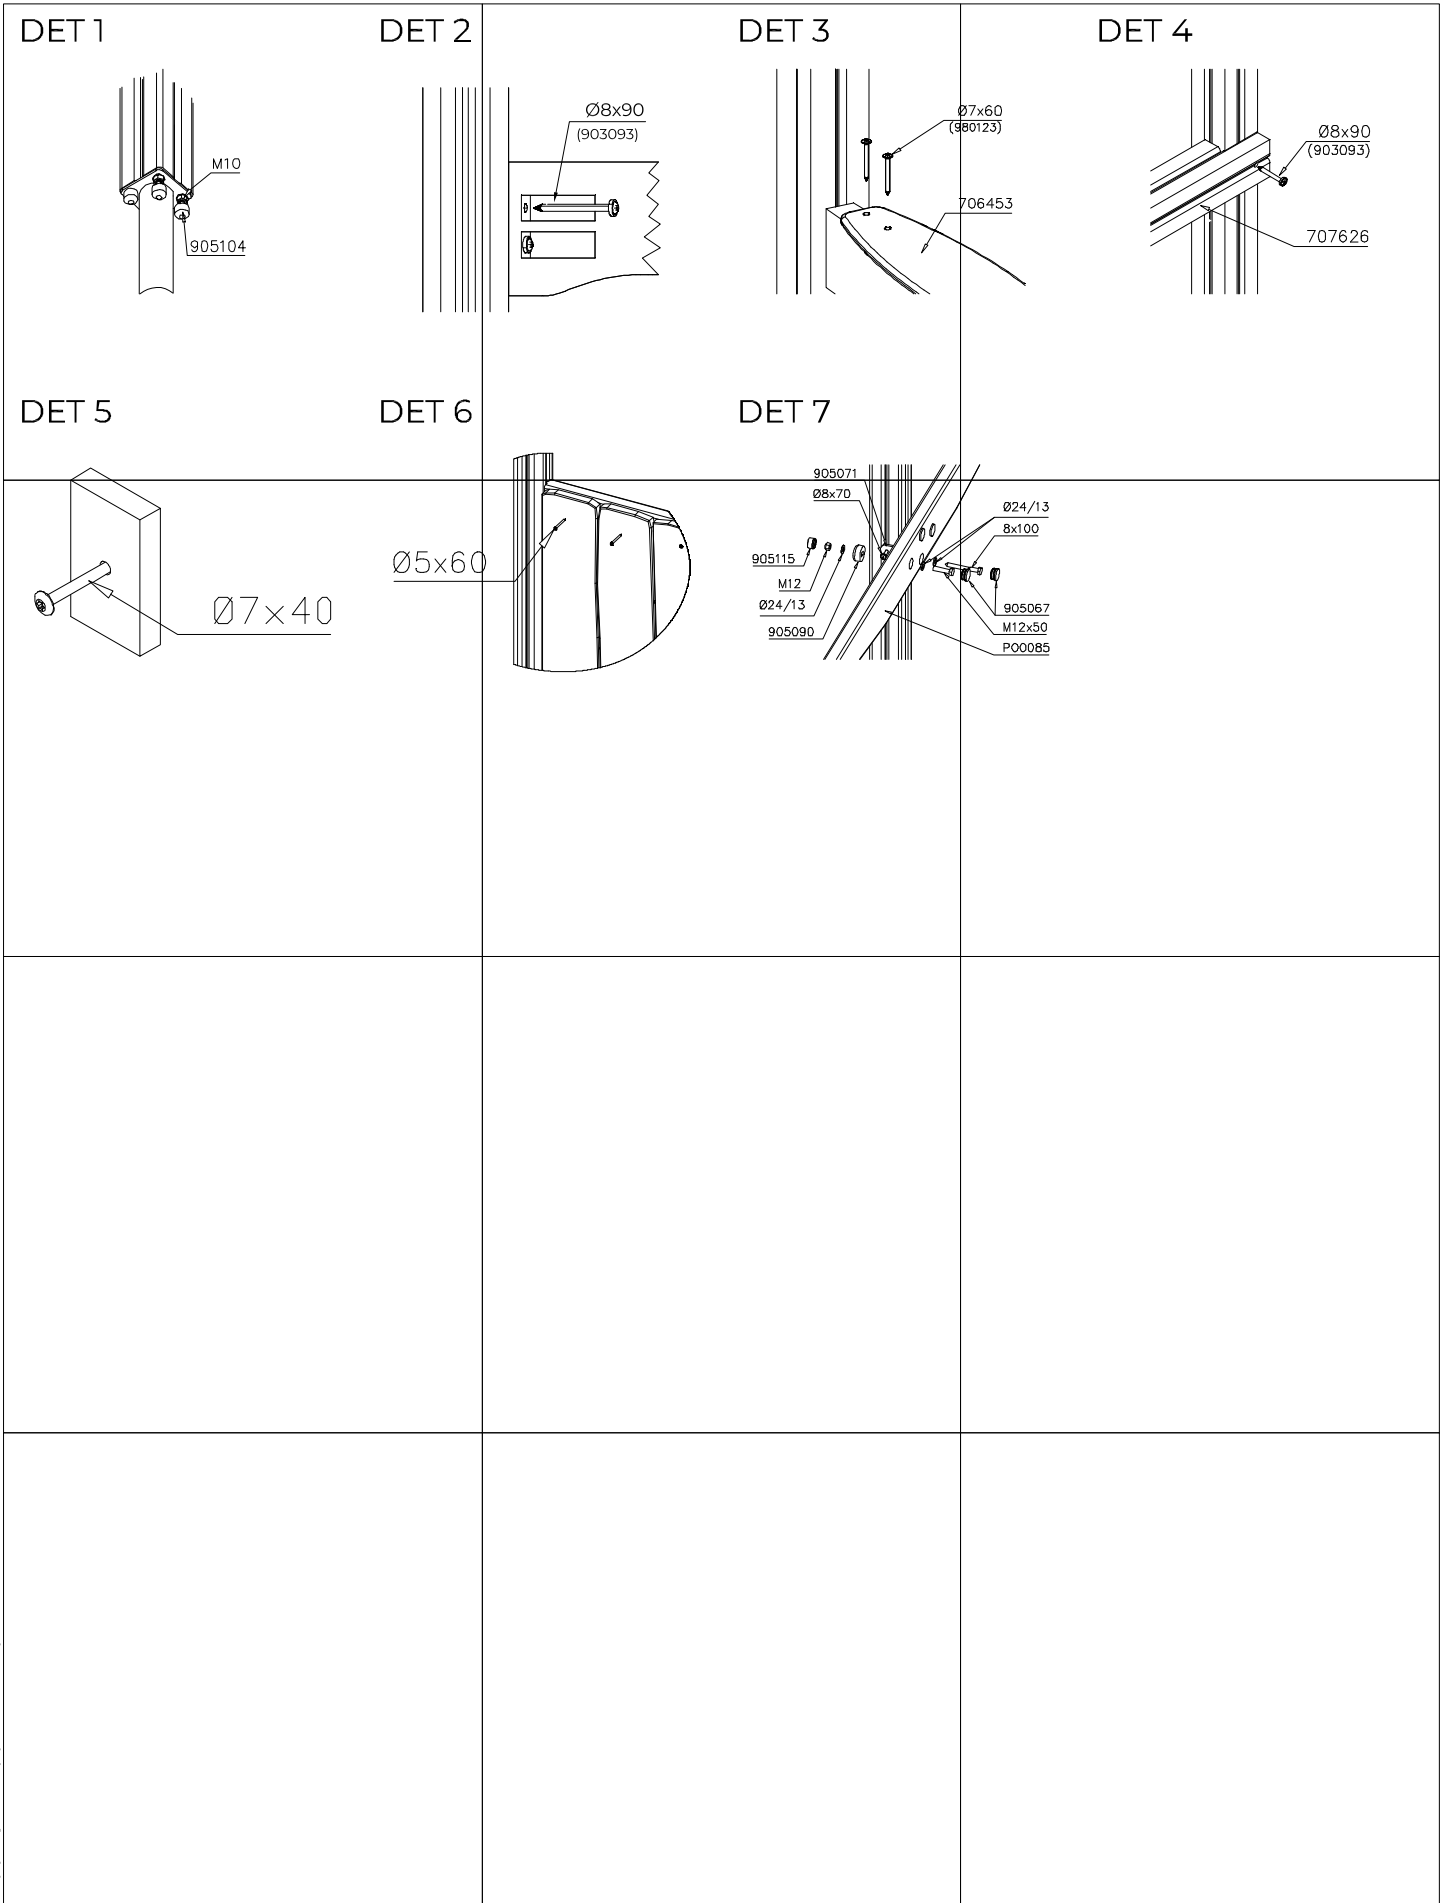 DET 1
DET 2
DET 3
DET 4
M10
905104
Ø8x90
(903093)
Ø7x60
(980123)
706453
Ø8x90
(903093)
707626
DET 5
DET 6
DET 7
Ø7x40
Ø5x60
905071
Ø8x70
905115
M12
Ø24/13
905090
Ø24/13
8x100
905067
M12x50
P00085